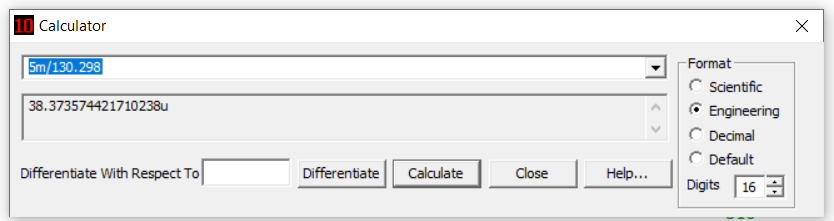 10 Calculator
5m/130.298
38.373574421710238u
Differentiate With Respect To
Differentiate
Calculate
Close
Help...
Format
Scientific
Engineering
Decimal
Default
Digits 16